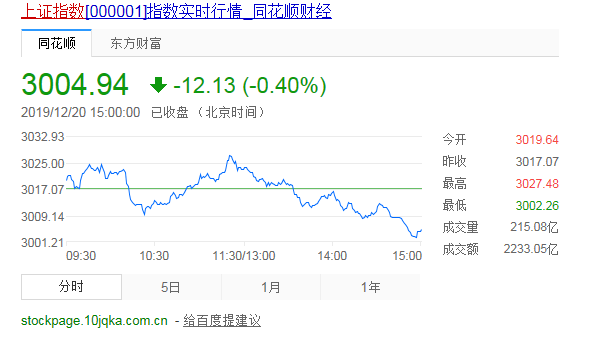 上证指数[000001]指数实时行情_同花顺财经
同花顺 东方财富
3004.94 -12.13 (-0.40%)
2019/12/20 15:00:00 已收盘 (北京时间)
3032.93
3025.00
3017.07
3009.14
3001.21
09:30 10:30 11:30/13:00 14:00 15:00
今开 3019.64
昨收 3017.07
最高 3027.48
最低 3002.26
成交量 215.08亿
成交额 2233.05亿
分时 5日 1月 1年
stockpage.10jqka.com.cn - 给百度提建议